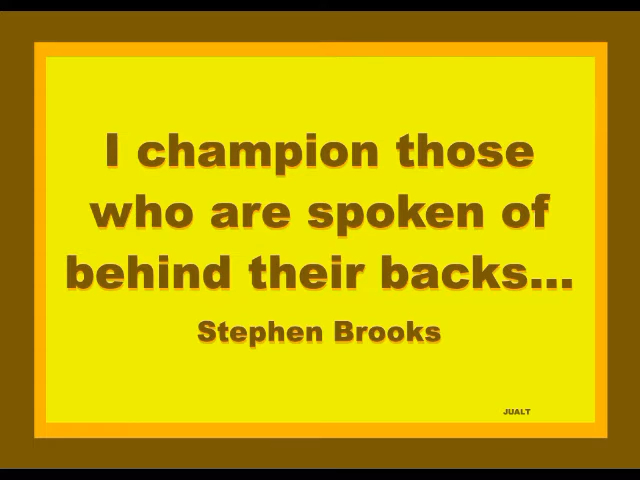 I champion those
who are spoken of
behind their backs...
Stephen Brooks
JUALT